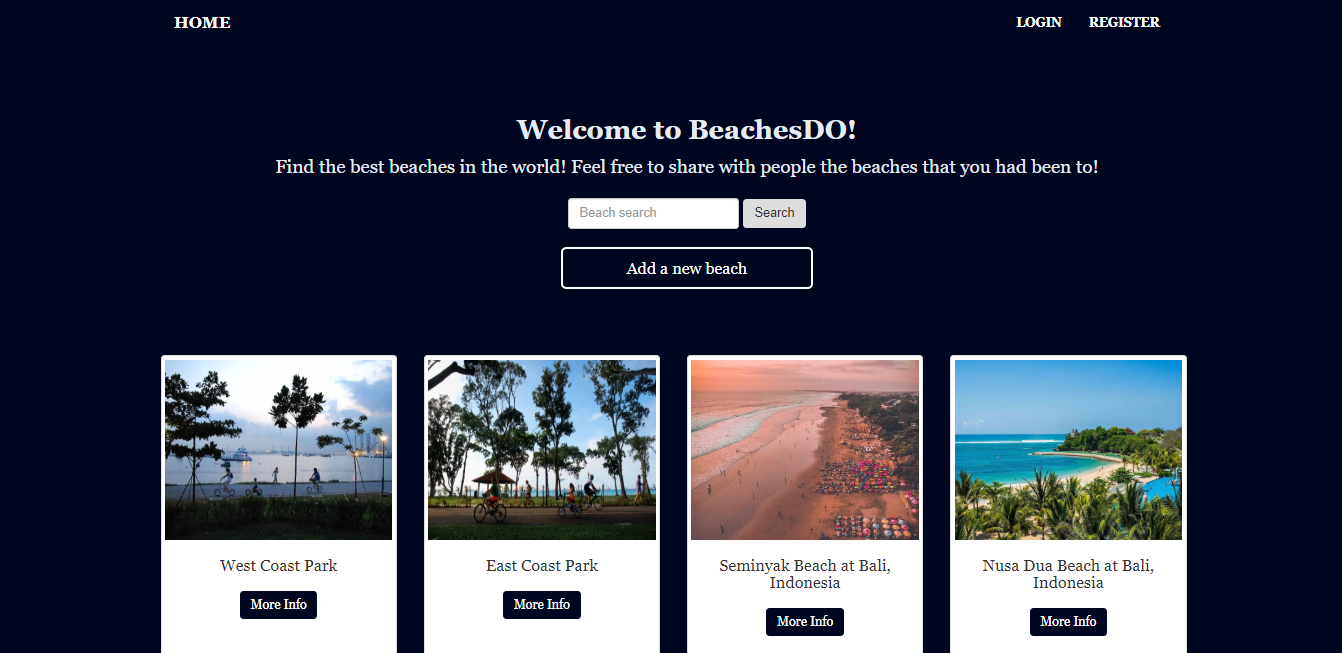 HOME
LOGIN REGISTER
Welcome to BeachesDO!
Find the best beaches in the world! Feel free to share with people the beaches that you had been to!
Beach search Search
Add a new beach
West Coast Park
More Info
East Coast Park
More Info
Seminyak Beach at Bali,
Indonesia
More Info
Nusa Dua Beach at Bali,
Indonesia
More Info